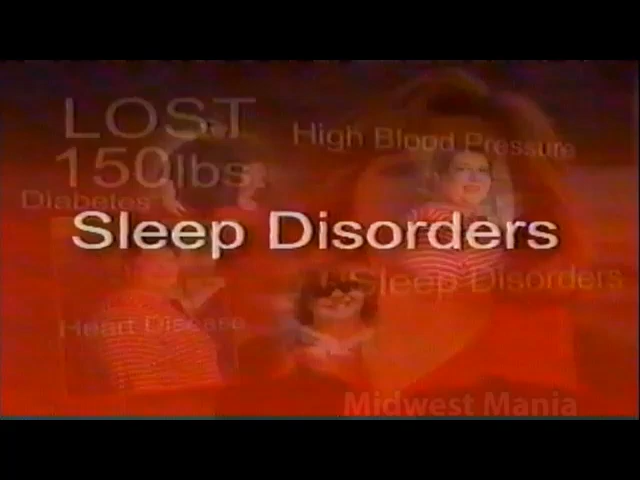 LOST
150lbs
High Blood Pressure
Diabetes
Sleep Disorders
Sleep Disorders
Heart Disease
Midwest Mania